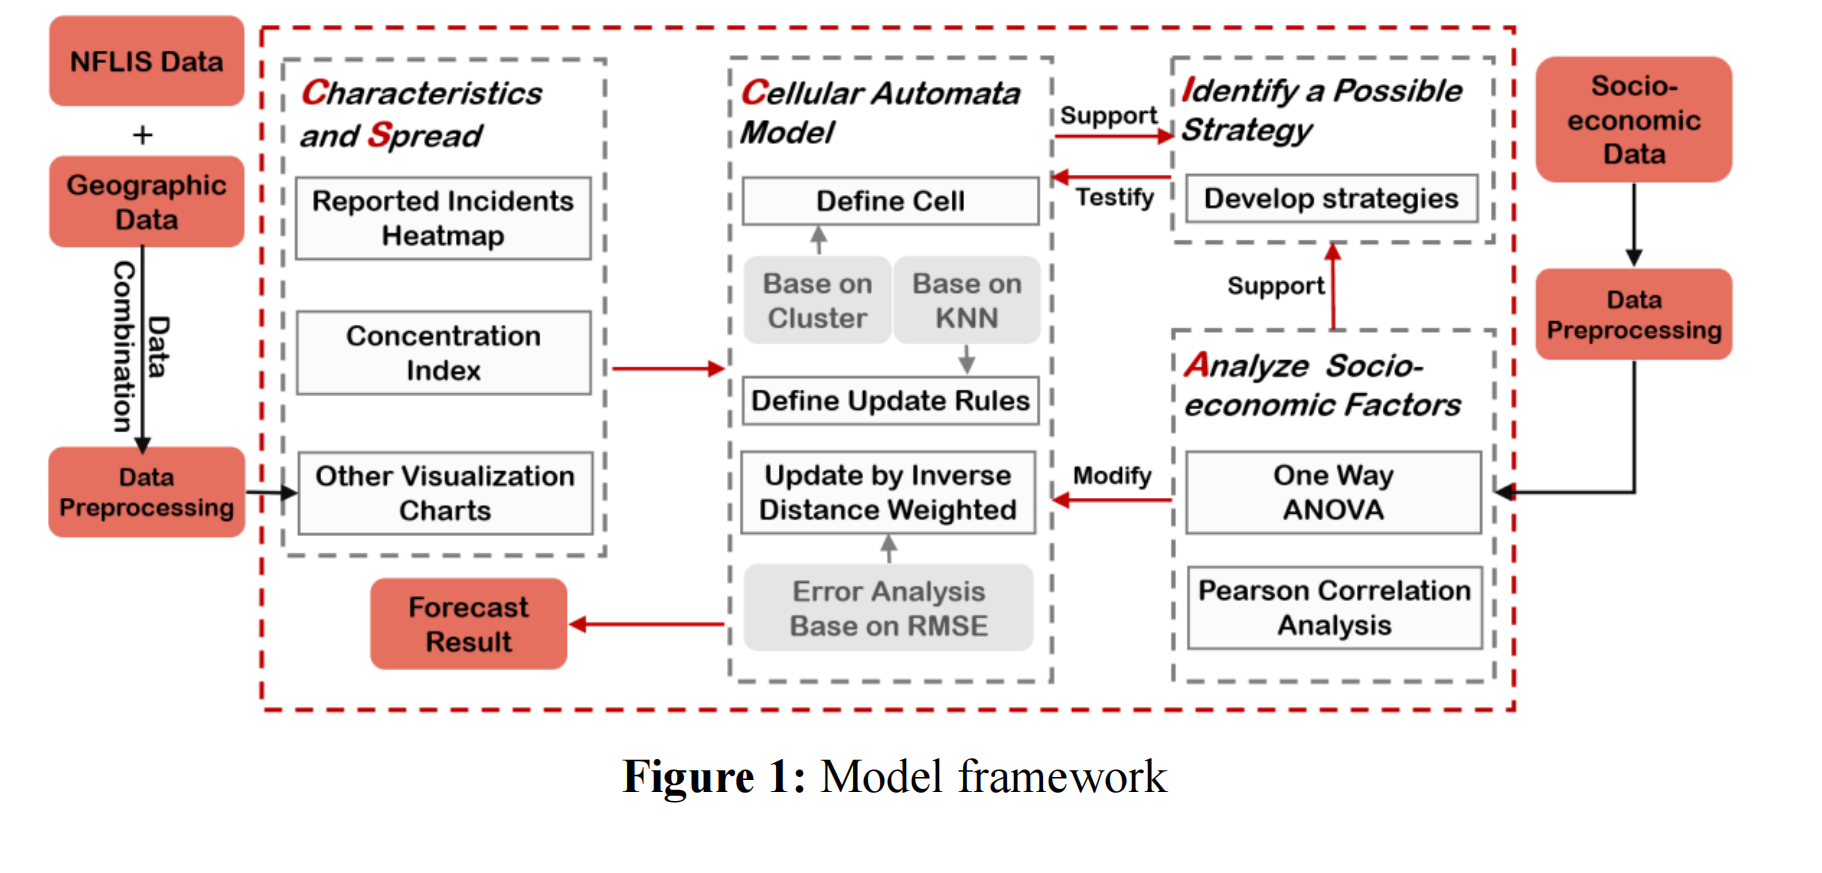 NFLIS Data
+
Geographic
Data
Data
Combination
Data
Preprocessing
Characteristics
and Spread
Reported Incidents
Heatmap
Concentration
Index
Other Visualization
Charts
Forecast
Result
Cellular Automata
Model
Define Cell
Base on
Cluster
Base on
KNN
Define Update Rules
Update by Inverse
Distance Weighted
Error Analysis
Base on RMSE
Support
Testify
Modify
Identify a Possible
Strategy
Develop strategies
Support
Analyze Socio-
economic Factors
One Way
ANOVA
Pearson Correlation
Analysis
Socio-
economic
Data
Data
Preprocessing
Figure 1: Model framework